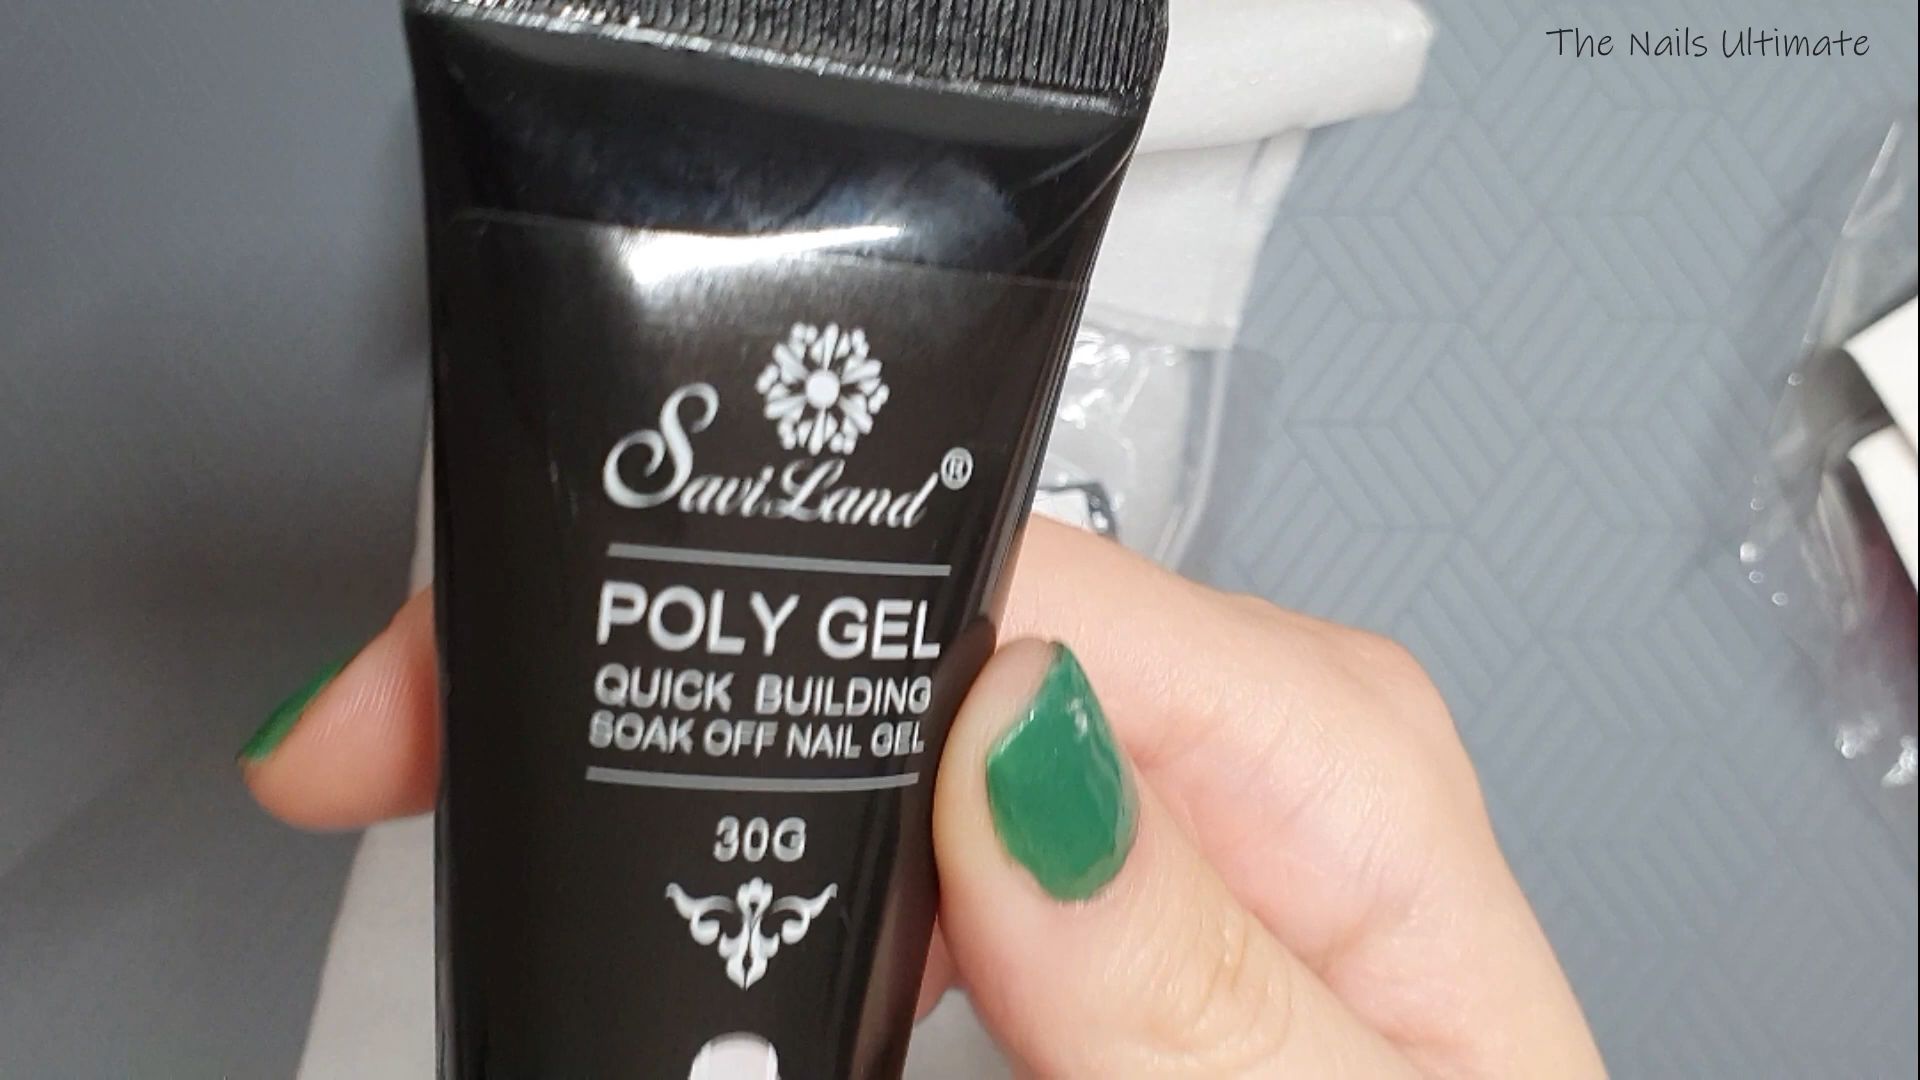 The Nails Ultimate
SaviLand®
POLY GEL
QUICK BUILDING
SOAK OFF NAIL GEL
30G